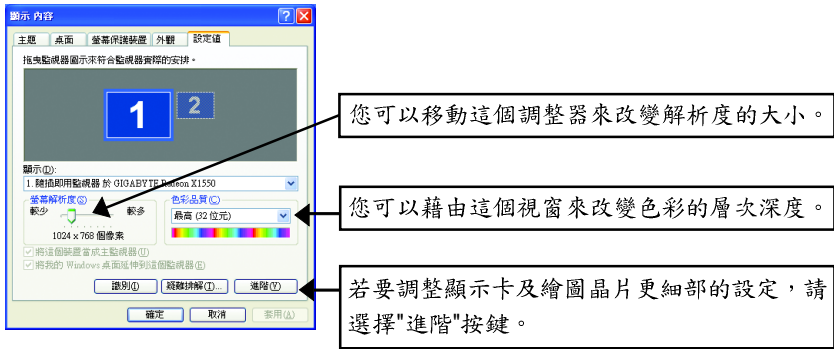 顯示 內容
主題 桌面 螢幕保護裝置 外觀 設定值
拖曳監視器圖示來符合監視器實際的安排。
1 2
您可以移動這個調整器來改變解析度的大小。
顯示(D):
1. 隨插即用監視器 於 GIGABYTE Radeon X1550
螢幕解析度(S)
較少 較多
1024 x 768 個像素
色彩品質(C)
最高 (32 位元)
您可以藉由這個視窗來改變色彩的層次深度。
將這個裝置當成主監視器(U)
將我的 Windows 桌面延伸到這個監視器(E)
識別(I) 疑難排解(T)... 進階(V)
若要調整顯示卡及繪圖晶片更細部的設定，請
選擇"進階"按鍵。
確定 取消 套用(A)